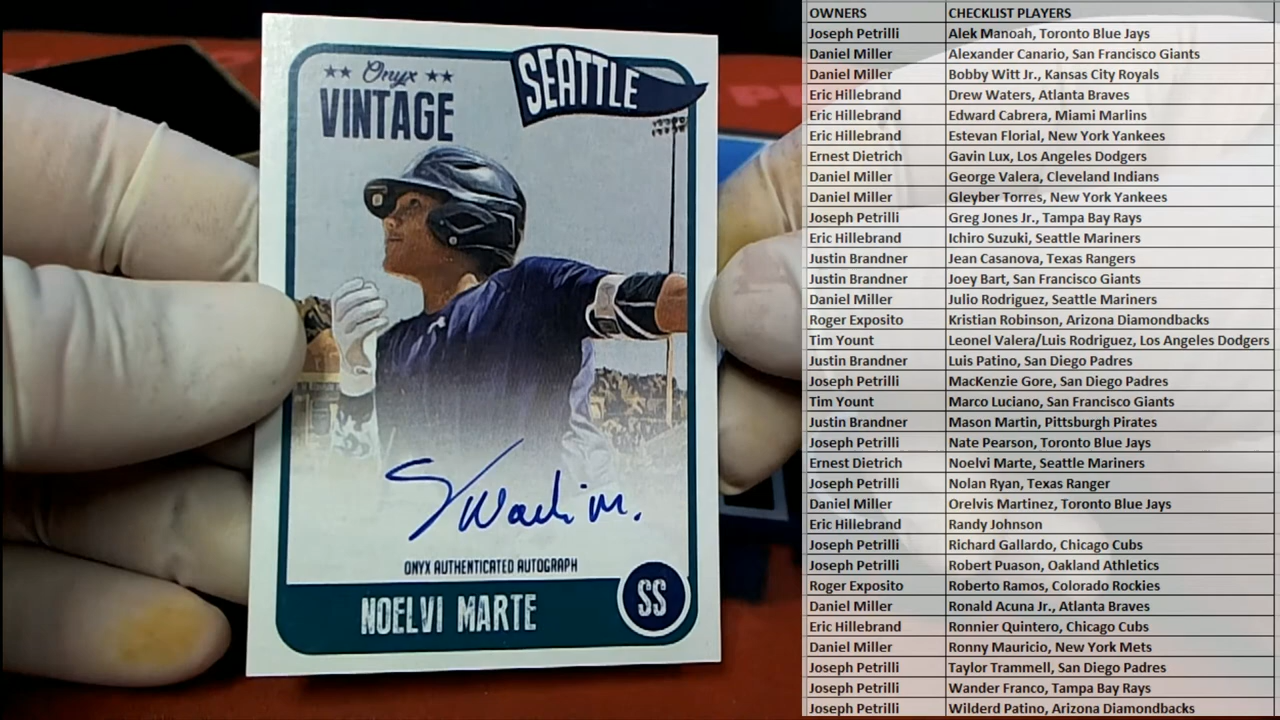 ★★ Onyx ★★
VINTAGE
SEATTLE
ONYX AUTHENTICATED AUTOGRAPH
NOELVI MARTE
SS
OWNERS CHECKLIST PLAYERS
Joseph Petrilli Alek Manoah, Toronto Blue Jays
Daniel Miller Alexander Canario, San Francisco Giants
Daniel Miller Bobby Witt Jr., Kansas City Royals
Eric Hillebrand Drew Waters, Atlanta Braves
Eric Hillebrand Edward Cabrera, Miami Marlins
Eric Hillebrand Estevan Florial, New York Yankees
Ernest Dietrich Gavin Lux, Los Angeles Dodgers
Daniel Miller George Valera, Cleveland Indians
Daniel Miller Gleyber Torres, New York Yankees
Joseph Petrilli Greg Jones Jr., Tampa Bay Rays
Eric Hillebrand Ichiro Suzuki, Seattle Mariners
Justin Brandner Jean Casanova, Texas Rangers
Justin Brandner Joey Bart, San Francisco Giants
Daniel Miller Julio Rodriguez, Seattle Mariners
Roger Exposito Kristian Robinson, Arizona Diamondbacks
Tim Yount Leonel Valera/Luis Rodriguez, Los Angeles Dodgers
Justin Brandner Luis Patino, San Diego Padres
Joseph Petrilli MacKenzie Gore, San Diego Padres
Tim Yount Marco Luciano, San Francisco Giants
Justin Brandner Mason Martin, Pittsburgh Pirates
Joseph Petrilli Nate Pearson, Toronto Blue Jays
Ernest Dietrich Noelvi Marte, Seattle Mariners
Joseph Petrilli Nolan Ryan, Texas Ranger
Daniel Miller Orelvis Martinez, Toronto Blue Jays
Eric Hillebrand Randy Johnson
Joseph Petrilli Richard Gallardo, Chicago Cubs
Joseph Petrilli Robert Puason, Oakland Athletics
Roger Exposito Roberto Ramos, Colorado Rockies
Daniel Miller Ronald Acuna Jr., Atlanta Braves
Eric Hillebrand Ronnier Quintero, Chicago Cubs
Daniel Miller Ronny Mauricio, New York Mets
Joseph Petrilli Taylor Trammell, San Diego Padres
Joseph Petrilli Wander Franco, Tampa Bay Rays
Joseph Petrilli Wilderd Patino, Arizona Diamondbacks